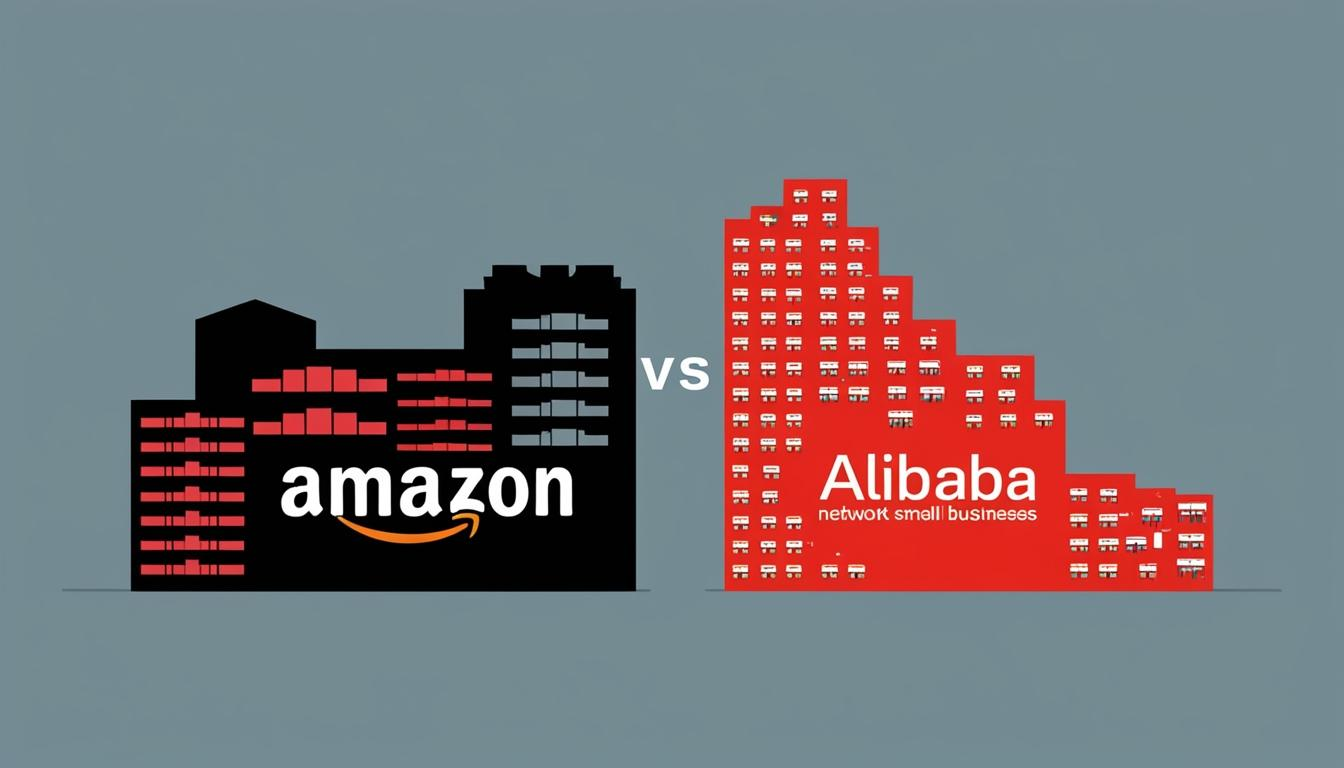 amazon
vs
Alibaba
network small businesses